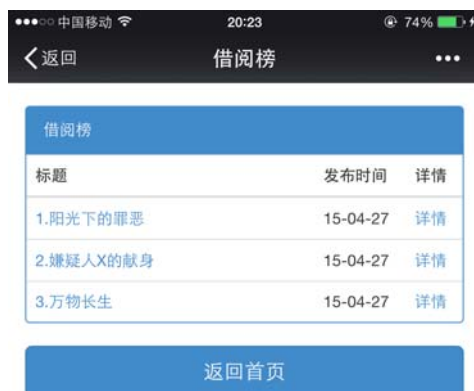 中国移动 20:23 74%
返回 借阅榜
借阅榜
标题 发布时间 详情
1.阳光下的罪恶 15-04-27 详情
2.嫌疑人X的献身 15-04-27 详情
3.万物长生 15-04-27 详情
返回首页